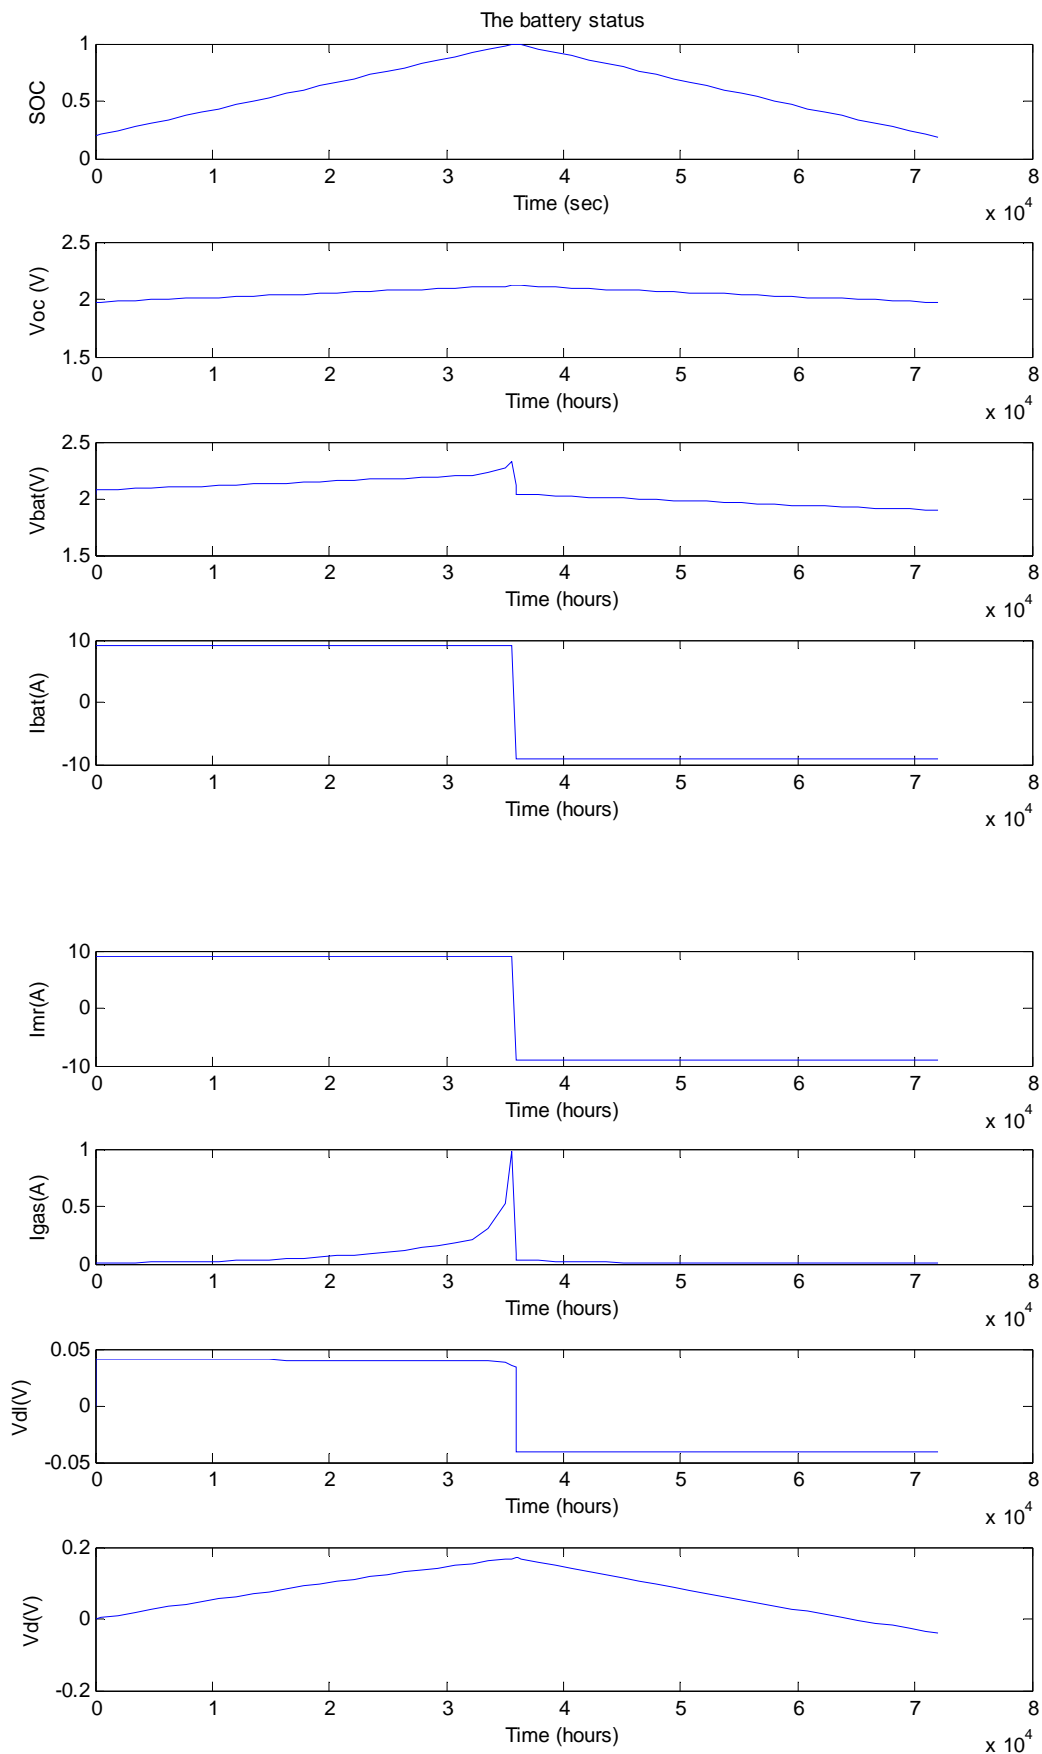 The battery status
1
0.5
0
SOC
0 1 2 3 4 5 6 7 8
Time (sec)
x 10^4
2.5
2
1.5
Voc (V)
0 1 2 3 4 5 6 7 8
Time (hours)
x 10^4
2.5
2
1.5
Vbat(V)
0 1 2 3 4 5 6 7 8
Time (hours)
x 10^4
10
0
-10
Ibat(A)
0 1 2 3 4 5 6 7 8
Time (hours)
x 10^4
10
0
-10
Imr(A)
0 1 2 3 4 5 6 7 8
Time (hours)
x 10^4
1
0.5
0
Igas(A)
0 1 2 3 4 5 6 7 8
Time (hours)
x 10^4
0.05
0
-0.05
Vdl(V)
0 1 2 3 4 5 6 7 8
Time (hours)
x 10^4
0.2
0
-0.2
Vd(V)
0 1 2 3 4 5 6 7 8
Time (hours)
x 10^4